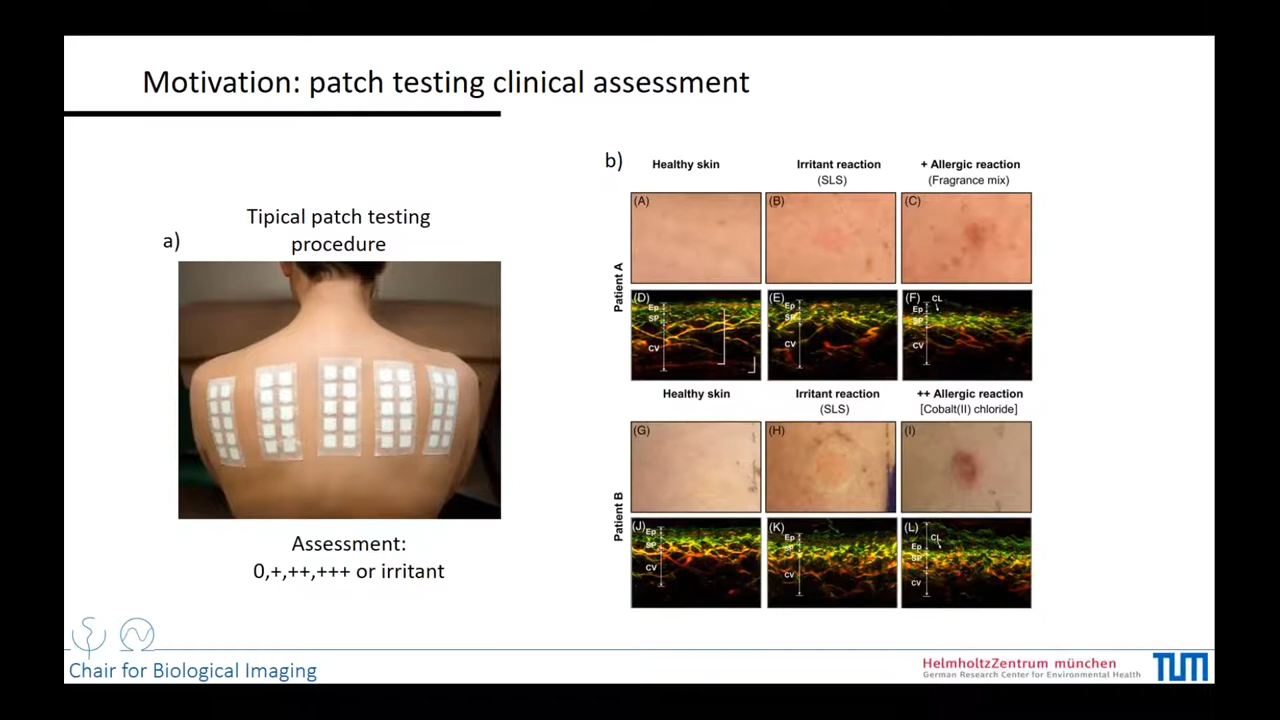 Motivation: patch testing clinical assessment
a)
Tipical patch testing
procedure
Assessment:
0,+,++,+++ or irritant
b)
Healthy skin
Irritant reaction
(SLS)
+ Allergic reaction
(Fragrance mix)
Patient A
(A)
(B)
(C)
(D)
Ep
SP
CV
(E)
Ep
SP
CV
(F)
CL
Ep
SP
CV
Healthy skin
Irritant reaction
(SLS)
++ Allergic reaction
[Cobalt(II) chloride]
Patient B
(G)
(H)
(I)
(J)
Ep
SP
CV
(K)
Ep
SP
CV
(L)
CL
Ep
SP
CV
Chair for Biological Imaging
HelmholtzZentrum münchen
German Research Center for Environmental Health
TUM